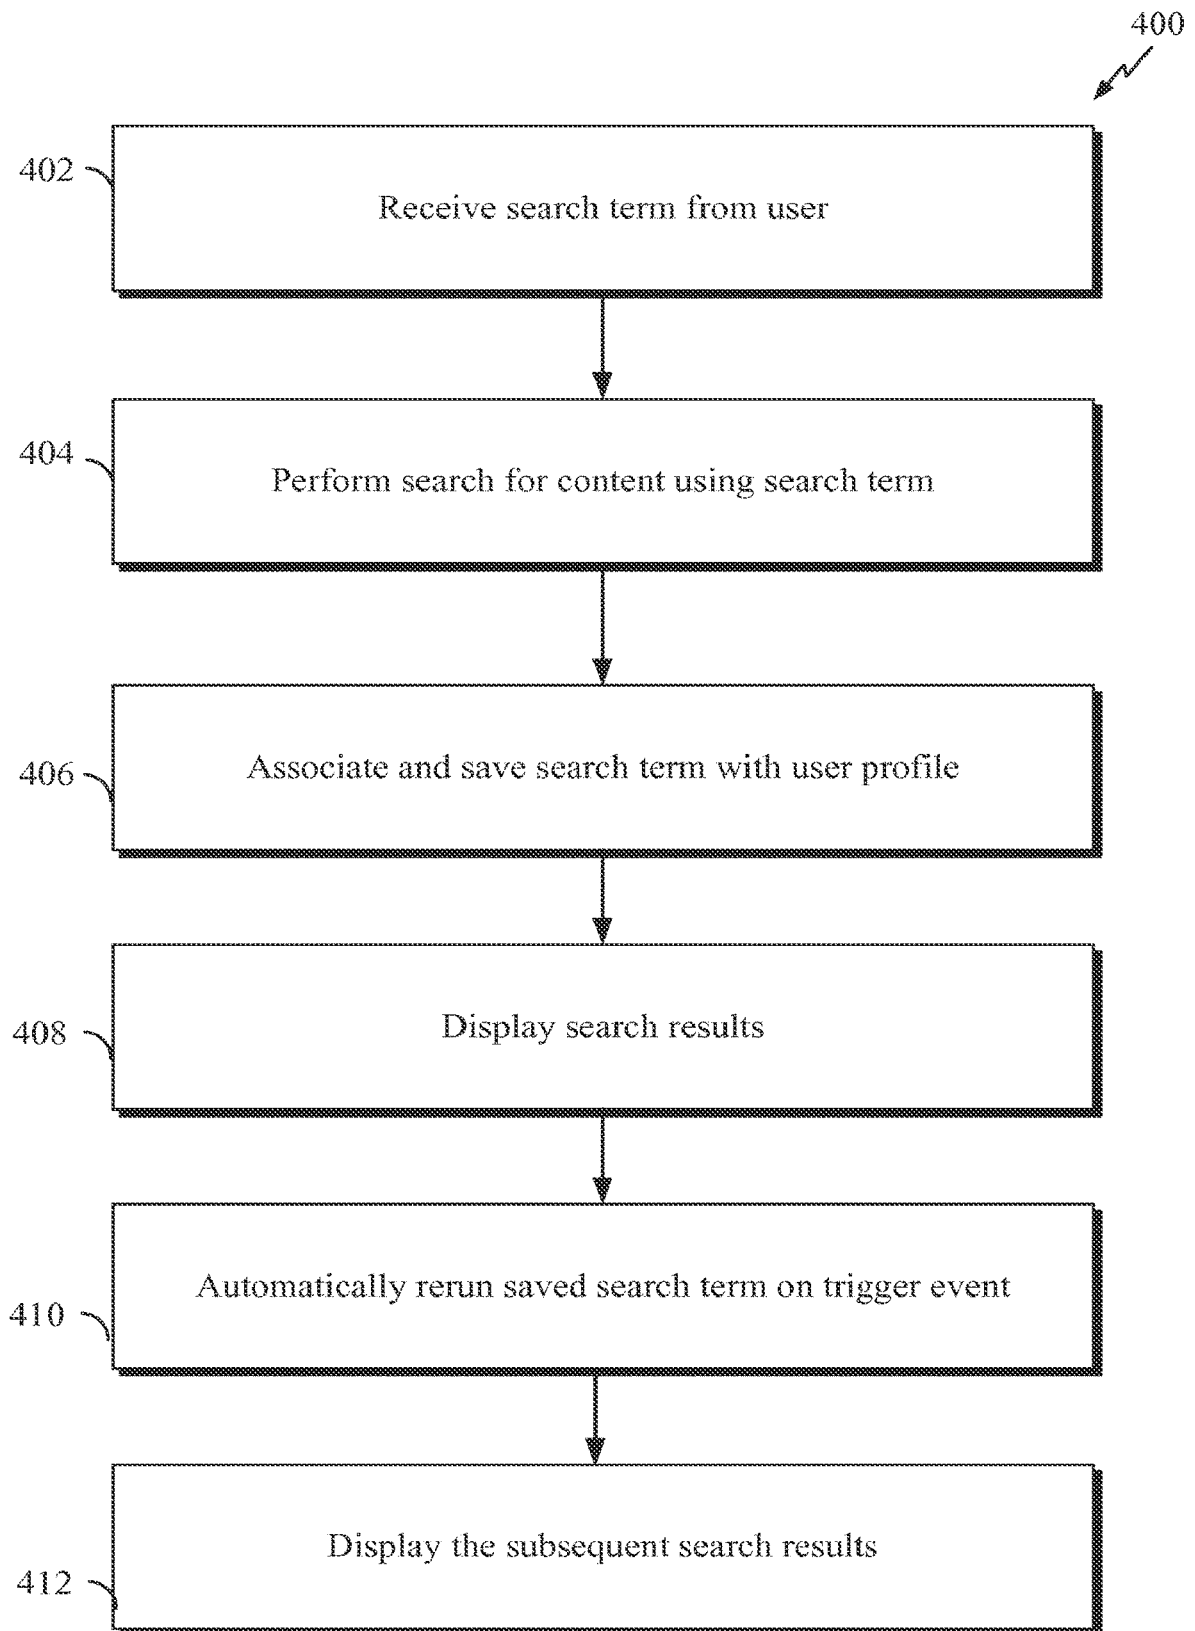 400
402
Receive search term from user
404
Perform search for content using search term
406
Associate and save search term with user profile
408
Display search results
410
Automatically rerun saved search term on trigger event
412
Display the subsequent search results